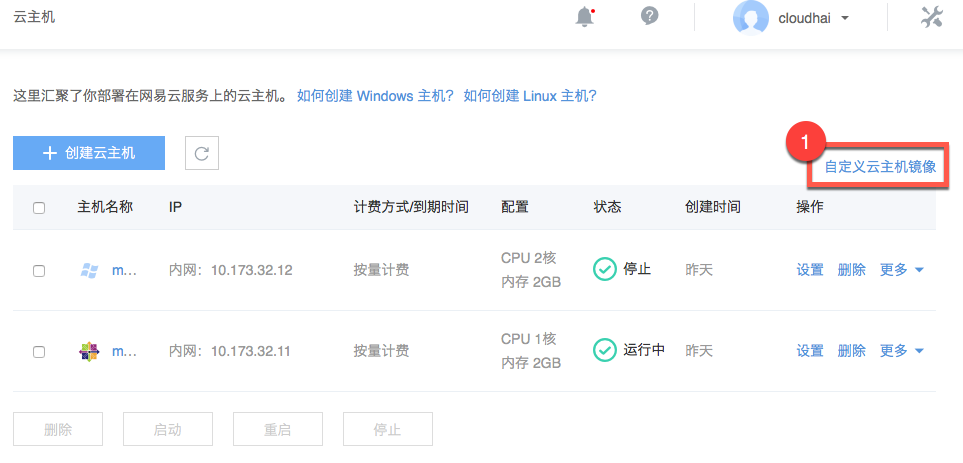 云主机
cloudhai
这里汇聚了你部署在网易云服务上的云主机。 如何创建 Windows 主机? 如何创建 Linux 主机?
创建云主机
1
自定义云主机镜像
主机名称 IP 计费方式/到期时间 配置 状态 创建时间 操作
m... 内网：10.173.32.12 按量计费 CPU 2核 停止 昨天 设置 删除 更多
内存 2GB
m... 内网：10.173.32.11 按量计费 CPU 1核 运行中 昨天 设置 删除 更多
内存 2GB
删除 启动 重启 停止